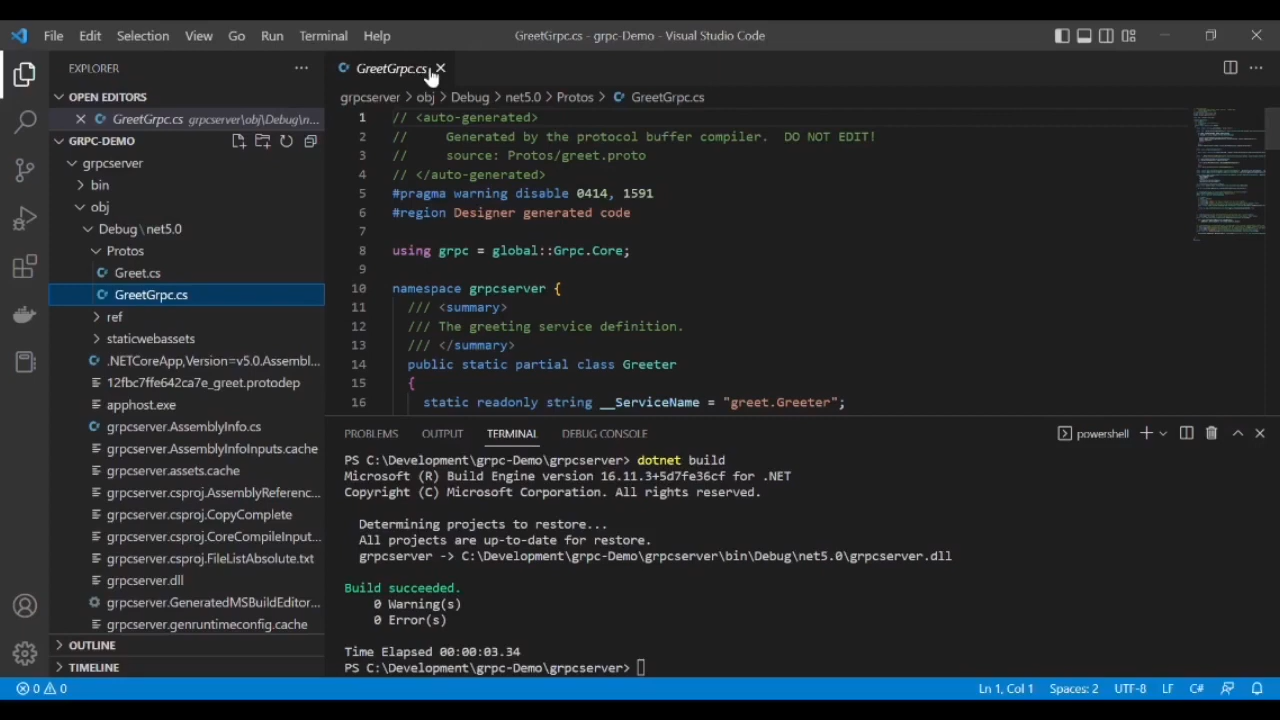 File Edit Selection View Go Run Terminal Help GreetGrpc.cs - grpc-Demo - Visual Studio Code
EXPLORER
OPEN EDITORS
GreetGrpc.cs grpcserver\obj\Debug\n...
GRPC-DEMO
grpcserver
bin
obj
Debug\net5.0
Protos
Greet.cs
GreetGrpc.cs
ref
staticwebassets
.NETCoreApp,Version=v5.0.Assembl...
12fbc7ffe642ca7e_greet.protodep
apphost.exe
grpcserver.AssemblyInfo.cs
grpcserver.AssemblyInfoInputs.cache
grpcserver.assets.cache
grpcserver.csproj.AssemblyReferenc...
grpcserver.csproj.CopyComplete
grpcserver.csproj.CoreCompileInput...
grpcserver.csproj.FileListAbsolute.txt
grpcserver.dll
grpcserver.GeneratedMSBuildEditor...
grpcserver.genruntimeconfig.cache
OUTLINE
TIMELINE
GreetGrpc.cs
grpcserver > obj > Debug > net5.0 > Protos > GreetGrpc.cs
1 // <auto-generated>
2 //     Generated by the protocol buffer compiler.  DO NOT EDIT!
3 //     source: Protos/greet.proto
4 // </auto-generated>
5 #pragma warning disable 0414, 1591
6 #region Designer generated code
7
8 using grpc = global::Grpc.Core;
9
10 namespace grpcserver {
11   /// <summary>
12   /// The greeting service definition.
13   /// </summary>
14   public static partial class Greeter
15   {
16     static readonly string __ServiceName = "greet.Greeter";
PROBLEMS OUTPUT TERMINAL DEBUG CONSOLE powershell
PS C:\Development\grpc-Demo\grpcserver> dotnet build
Microsoft (R) Build Engine version 16.11.3+5d7fe36cf for .NET
Copyright (C) Microsoft Corporation. All rights reserved.
Determining projects to restore...
All projects are up-to-date for restore.
grpcserver -> C:\Development\grpc-Demo\grpcserver\bin\Debug\net5.0\grpcserver.dll
Build succeeded.
0 Warning(s)
0 Error(s)
Time Elapsed 00:00:03.34
PS C:\Development\grpc-Demo\grpcserver>
0 0 Ln 1, Col 1 Spaces: 2 UTF-8 LF C#